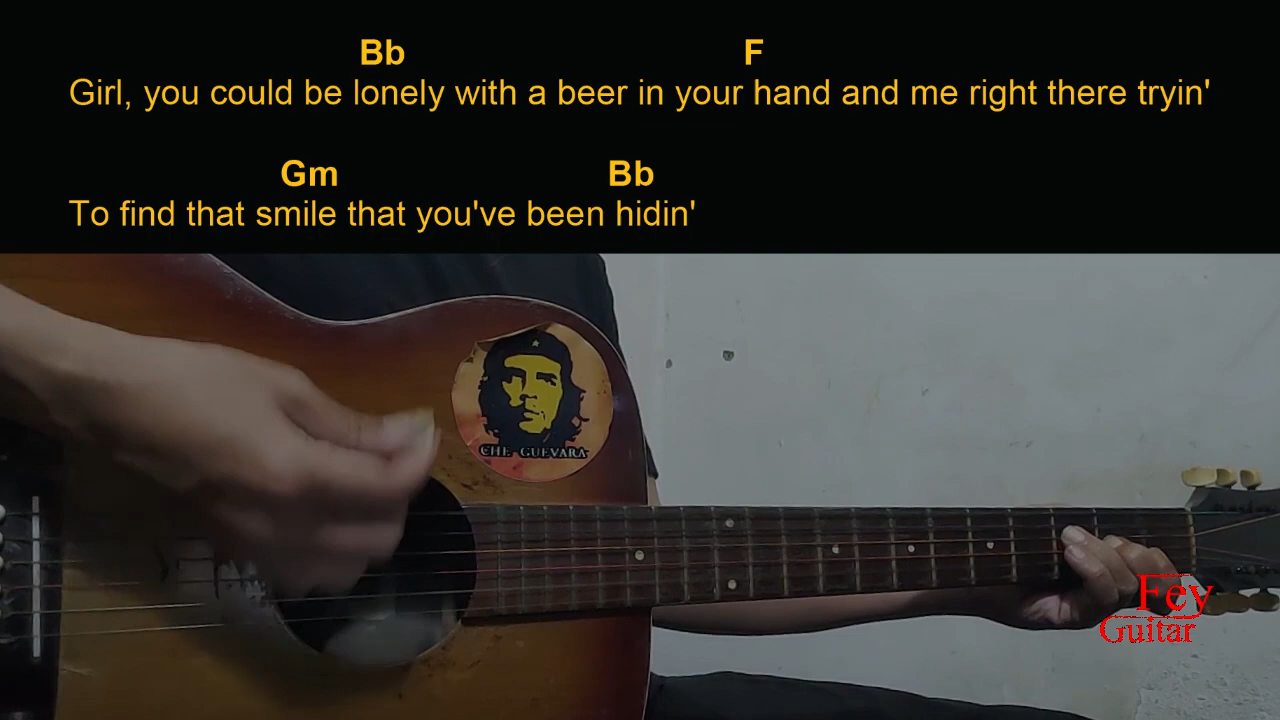 Bb F
Girl, you could be lonely with a beer in your hand and me right there tryin'
Gm Bb
To find that smile that you've been hidin'
CHE GUEVARA
Fey
Guitar